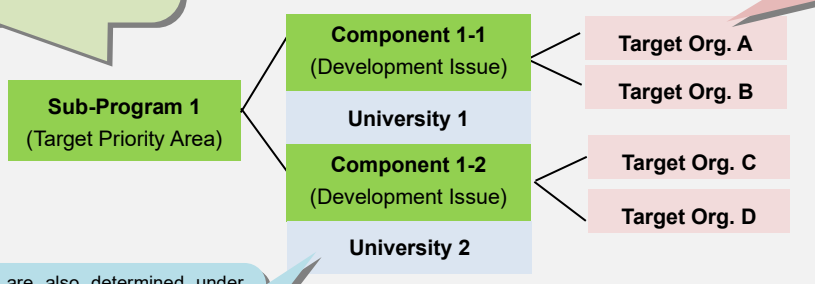 Sub-Program 1
(Target Priority Area)
Component 1-1
(Development Issue)
University 1
Component 1-2
(Development Issue)
University 2
Target Org. A
Target Org. B
Target Org. C
Target Org. D
are also determined under